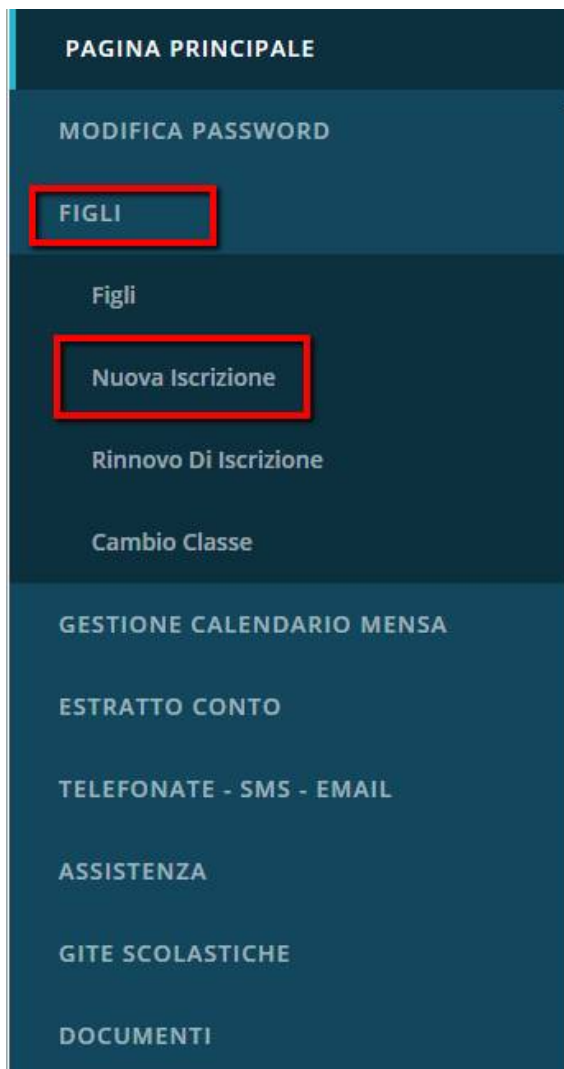 PAGINA PRINCIPALE
MODIFICA PASSWORD
FIGLI
Figli
Nuova Iscrizione
Rinnovo Di Iscrizione
Cambio Classe
GESTIONE CALENDARIO MENSA
ESTRATTO CONTO
TELEFONATE - SMS - EMAIL
ASSISTENZA
GITE SCOLASTICHE
DOCUMENTI